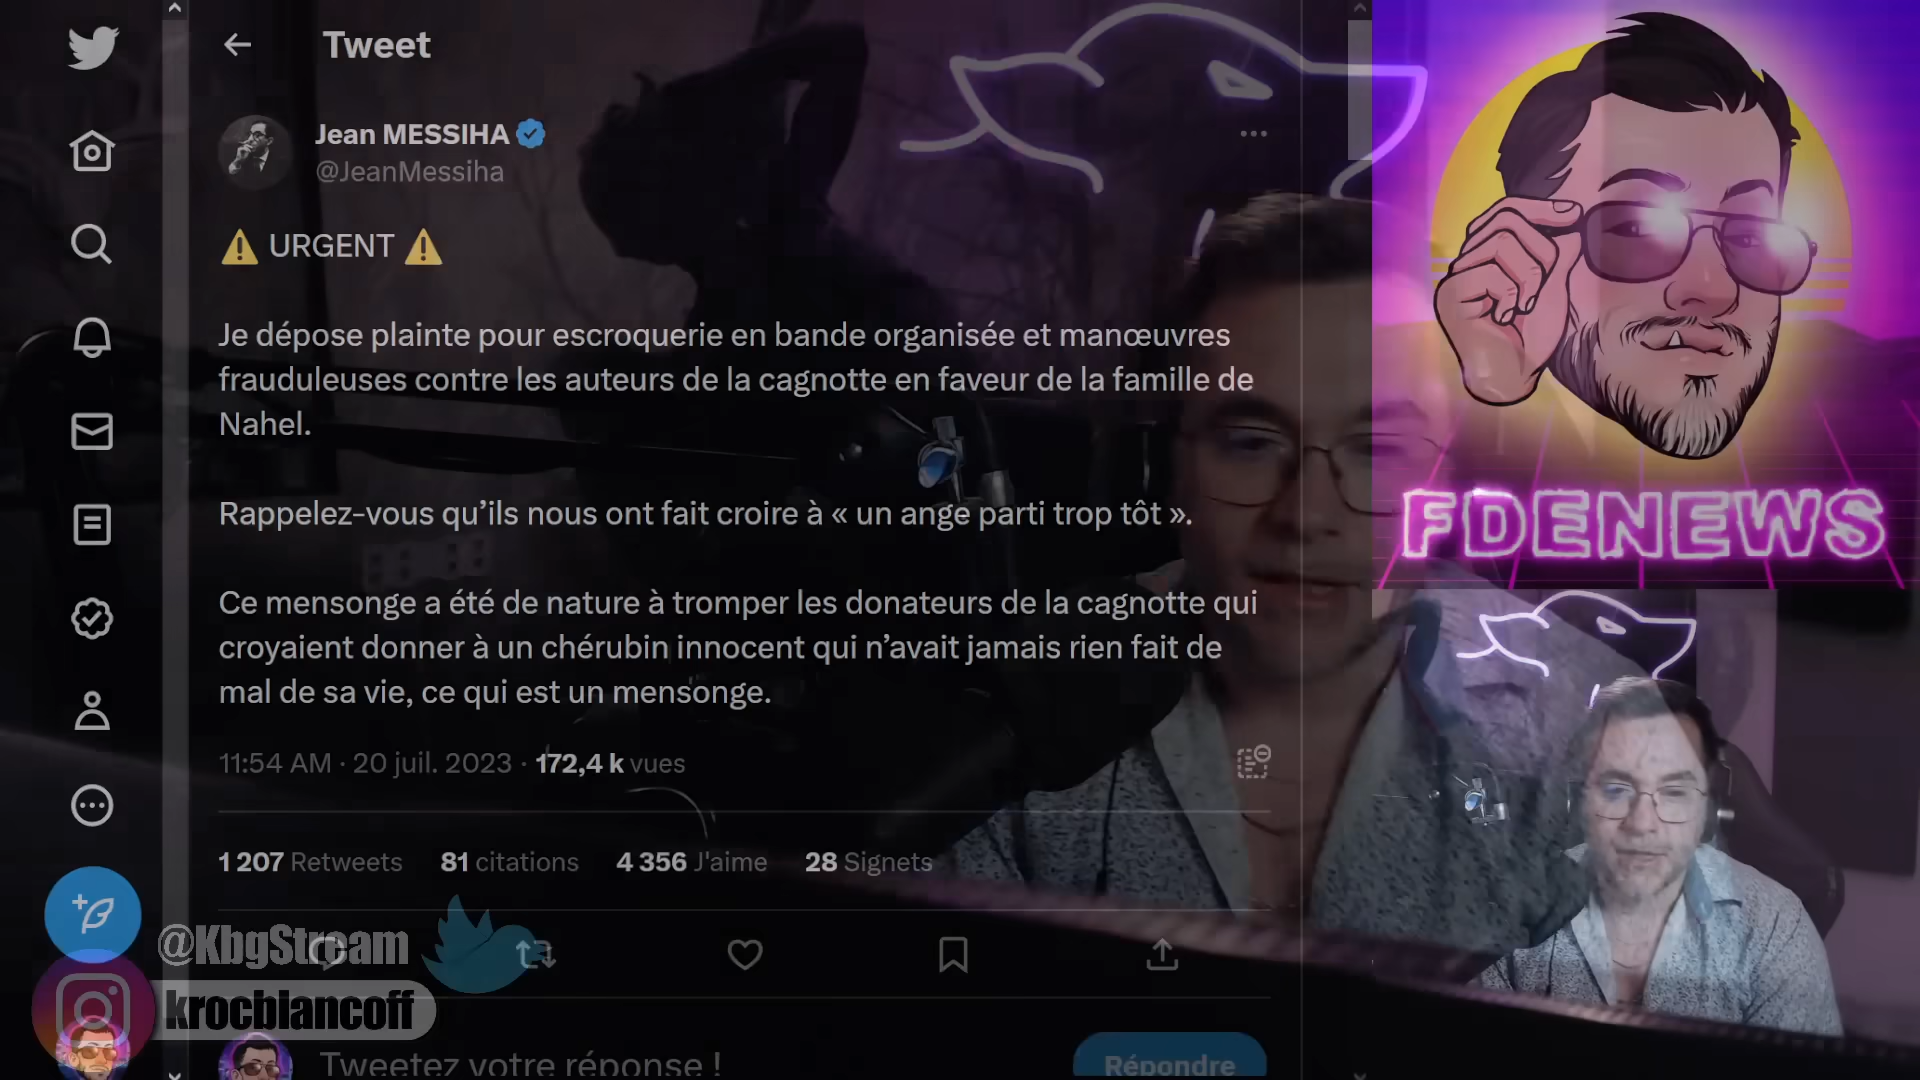 Tweet
Jean MESSIHA
@JeanMessiha
⚠️ URGENT ⚠️
Je dépose plainte pour escroquerie en bande organisée et manœuvres
frauduleuses contre les auteurs de la cagnotte en faveur de la famille de
Nahel.
Rappelez-vous qu’ils nous ont fait croire à « un ange parti trop tôt ».
Ce mensonge a été de nature à tromper les donateurs de la cagnotte qui
croyaient donner à un chérubin innocent qui n’avait jamais rien fait de
mal de sa vie, ce qui est un mensonge.
11:54 AM · 20 juil. 2023 · 172,4 k vues
1 207 Retweets 81 citations 4 356 J'aime 28 Signets
@KbgStream
krocblancoff
Tweetez votre réponse !
Répondre
FDENEWS